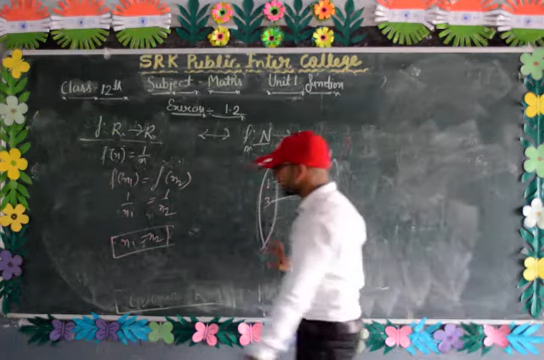 SRK Public Inter College
Class- 12th Subject- Maths Unit 1 function
Exercise- 1.2
f: R → R ↔ f: N
f(x) = 1/x
f(x₁) = f(x₂)
1/x₁ = 1/x₂
x₁ = x₂